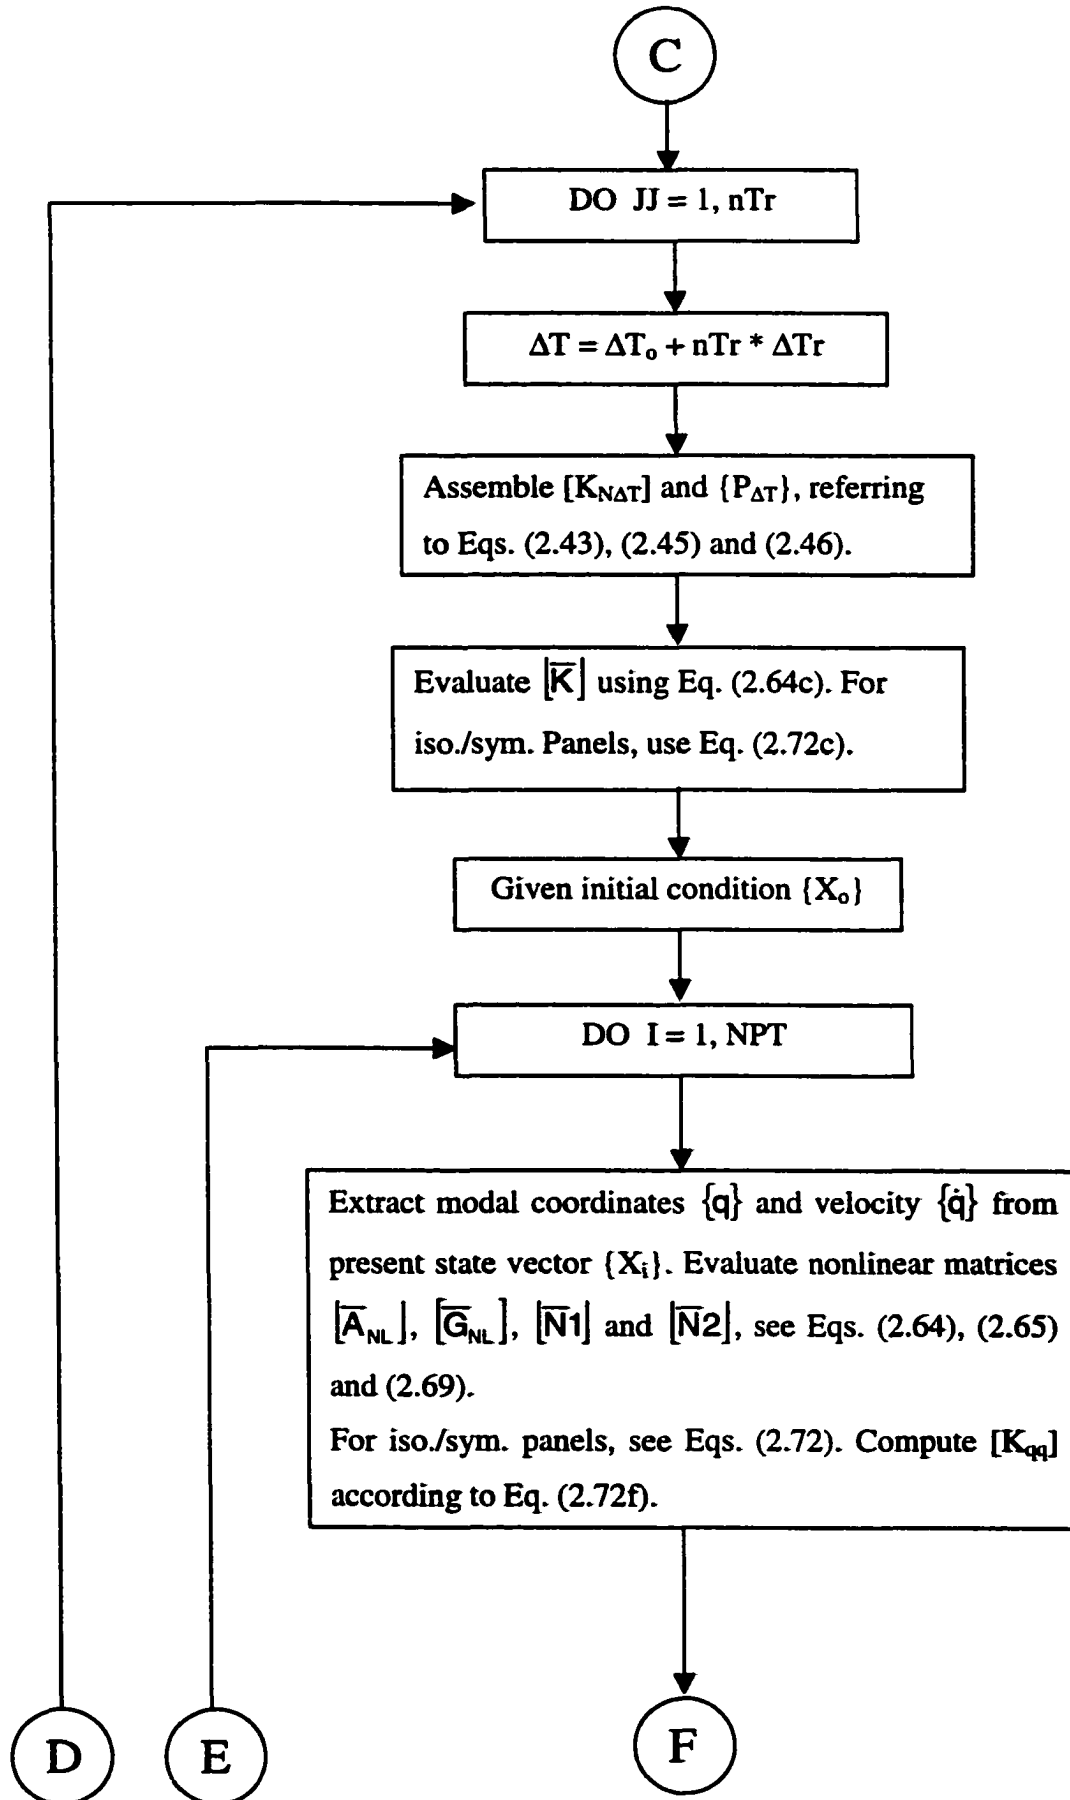 C
DO JJ = 1, nTr
ΔT = ΔT₀ + nTr * ΔTr
Assemble [K_NΔT] and {P_ΔT}, referring
to Eqs. (2.43), (2.45) and (2.46).
Evaluate [K̅] using Eq. (2.64c). For
iso./sym. Panels, use Eq. (2.72c).
Given initial condition {X₀}
DO I = 1, NPT
Extract modal coordinates {q} and velocity {q̇} from
present state vector {Xᵢ}. Evaluate nonlinear matrices
[A̅_NL], [G̅_NL], [N̅1] and [N̅2], see Eqs. (2.64), (2.65)
and (2.69).
For iso./sym. panels, see Eqs. (2.72). Compute [K_qq]
according to Eq. (2.72f).
D
E
F